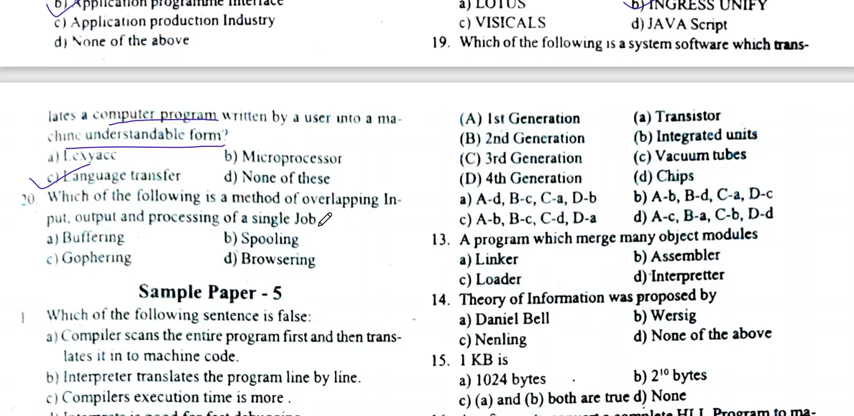 b) Application programme Interface
c) Application production Industry
d) None of the above
a) LOTUS b) INGRESS UNIFY
c) VISICALS d) JAVA Script
19. Which of the following is a system software which trans-
lates a computer program written by a user into a ma-
chine understandable form?
a) Lexyacc b) Microprocessor
c) Language transfer d) None of these
20 Which of the following is a method of overlapping In-
put, output and processing of a single Job
a) Buffering b) Spooling
c) Gophering d) Browsering
Sample Paper - 5
1 Which of the following sentence is false:
a) Compiler scans the entire program first and then trans-
lates it in to machine code.
b) Interpreter translates the program line by line.
c) Compilers execution time is more .
(A) 1st Generation (a) Transistor
(B) 2nd Generation (b) Integrated units
(C) 3rd Generation (c) Vacuum tubes
(D) 4th Generation (d) Chips
a) A-d, B-c, C-a, D-b b) A-b, B-d, C-a, D-c
c) A-b, B-c, C-d, D-a d) A-c, B-a, C-b, D-d
13. A program which merge many object modules
a) Linker b) Assembler
c) Loader d) Interpretter
14. Theory of Information was proposed by
a) Daniel Bell b) Wersig
c) Nenling d) None of the above
15. 1 KB is
a) 1024 bytes b) 2¹⁰ bytes
c) (a) and (b) both are true d) None